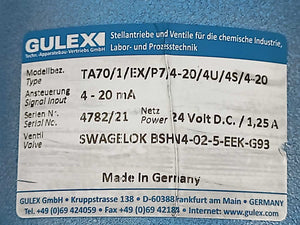 GULEX
Techn.-Apparatebau-Vertriebs GmbH
Stellantriebe und Ventile für die chemische Industrie,
Labor- und Prozesstechnik
Modellbez. TA70/1/EX/P7/4-20/4U/4S/4-20
Type
Ansteuerung 4 - 20 mA
Signal Input
Serien Nr. 4782/21 Netz 24 Volt D.C. / 1,25 A
Serial No. Power
Ventil SWAGELOK BSHN4-02-5-EEK-G93
Valve
Made in Germany
GULEX GmbH • Kruppstrasse 138 • D-60388 Frankfurt am Main • GERMANY
Tel. +49 (0)69 424059 • Fax +49 (0)69 42184 • Internet: www.gulex.com